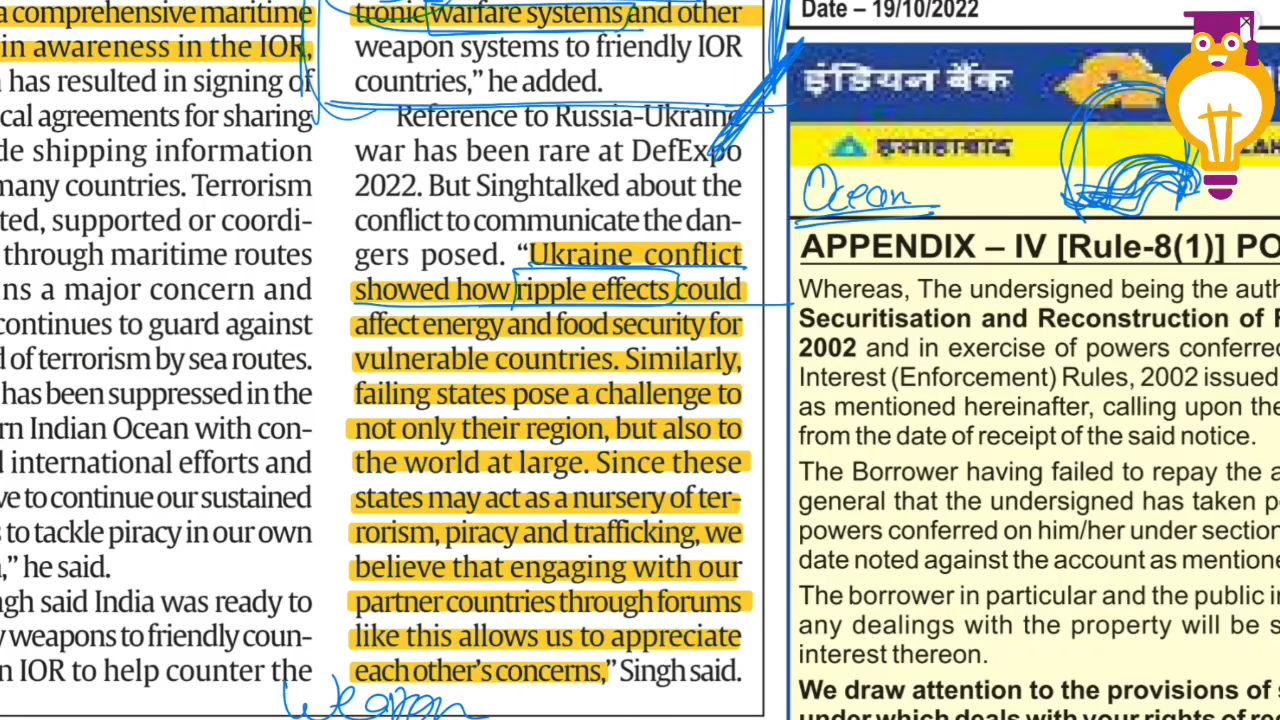 a comprehensive maritime
in awareness in the IOR,
has resulted in signing of
cal agreements for sharing
de shipping information
many countries. Terrorism
ted, supported or coordi-
through maritime routes
ns a major concern and
continues to guard against
d of terrorism by sea routes.
has been suppressed in the
rn Indian Ocean with con-
international efforts and
ve to continue our sustained
s to tackle piracy in our own
," he said.
ngh said India was ready to
y weapons to friendly coun-
n IOR to help counter the
tronic warfare systems and other
weapon systems to friendly IOR
countries," he added.
Reference to Russia-Ukraine
war has been rare at DefExpo
2022. But Singhtalked about the
conflict to communicate the dan-
gers posed. "Ukraine conflict
showed how ripple effects could
affect energy and food security for
vulnerable countries. Similarly,
failing states pose a challenge to
not only their region, but also to
the world at large. Since these
states may act as a nursery of ter-
rorism, piracy and trafficking, we
believe that engaging with our
partner countries through forums
like this allows us to appreciate
each other's concerns," Singh said.
Weapon
Date – 19/10/2022
इंडियन बैंक
इलाहाबाद
Ocean
APPENDIX – IV [Rule-8(1)] PO
Whereas, The undersigned being the auth
Securitisation and Reconstruction of F
2002 and in exercise of powers conferred
Interest (Enforcement) Rules, 2002 issued
as mentioned hereinafter, calling upon the
from the date of receipt of the said notice.
The Borrower having failed to repay the a
general that the undersigned has taken p
powers conferred on him/her under section
date noted against the account as mentione
The borrower in particular and the public in
any dealings with the property will be s
interest thereon.
We draw attention to the provisions of s
under which deals with your rights of re